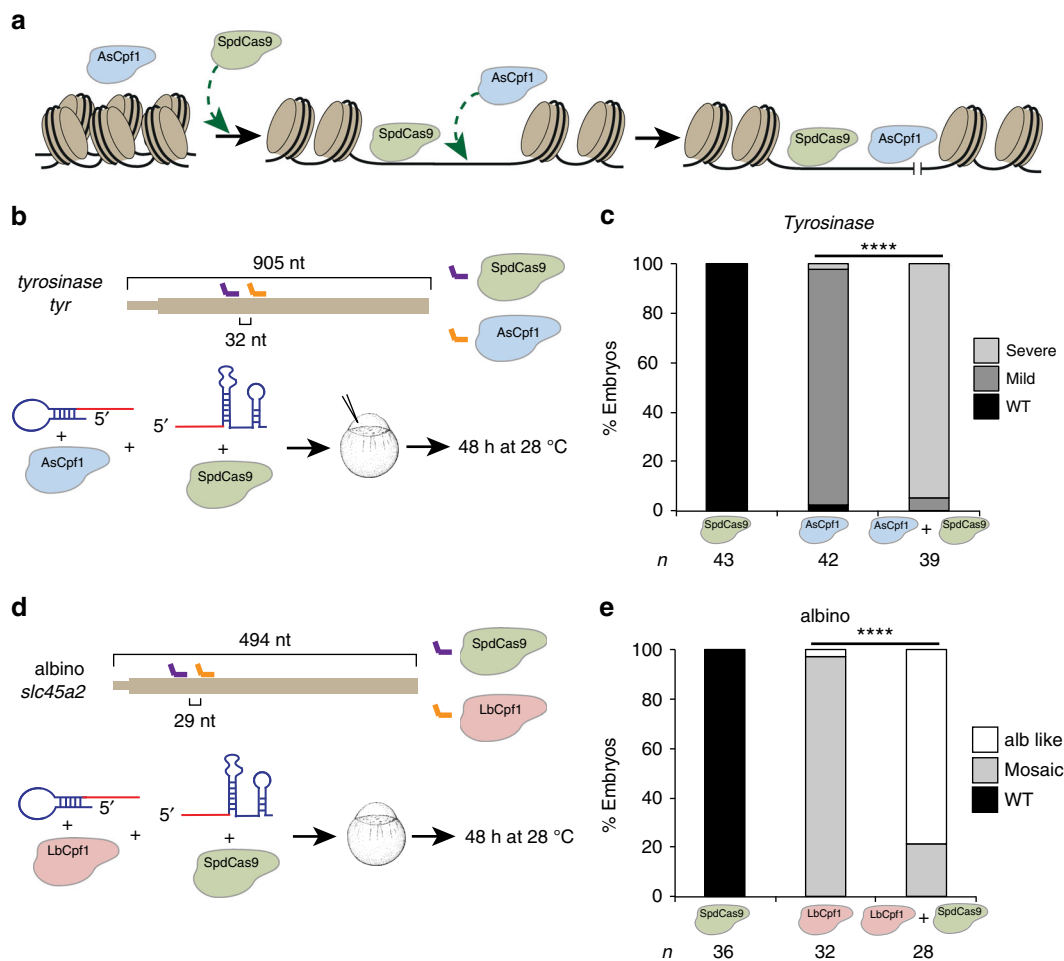 a
AsCpf1
SpdCas9
SpdCas9
AsCpf1
SpdCas9
AsCpf1
b
tyrosinase
tyr
905 nt
32 nt
SpdCas9
AsCpf1
5′
+
AsCpf1
+
5′
+
SpdCas9
48 h at 28 °C
c
Tyrosinase
****
% Embryos
100
80
60
40
20
0
Severe
Mild
WT
SpdCas9
AsCpf1
AsCpf1 + SpdCas9
n 43 42 39
d
albino
slc45a2
494 nt
29 nt
SpdCas9
LbCpf1
5′
+
LbCpf1
+
5′
+
SpdCas9
48 h at 28 °C
e
albino
****
% Embryos
100
80
60
40
20
0
alb like
Mosaic
WT
SpdCas9
LbCpf1
LbCpf1 + SpdCas9
n 36 32 28